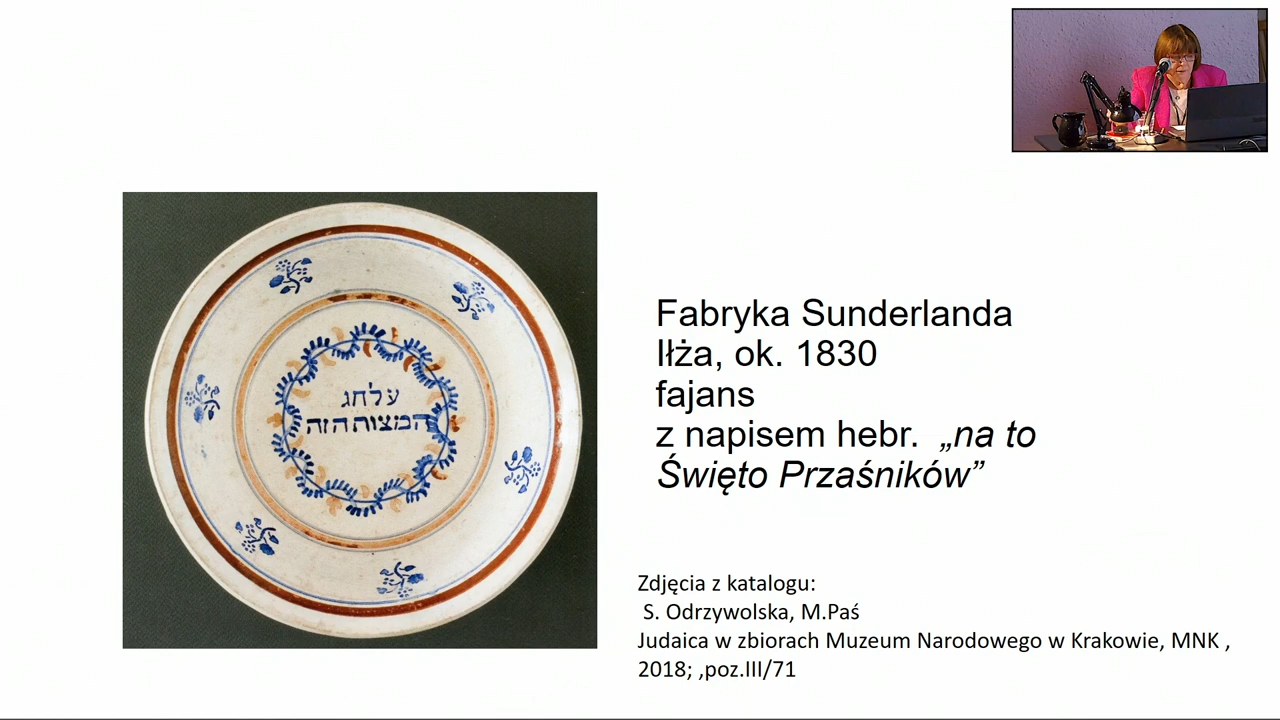 על חג
המצות הזה
Fabryka Sunderlanda
Iłża, ok. 1830
fajans
z napisem hebr. „na to
Święto Przaśników”
Zdjęcia z katalogu:
S. Odrzywolska, M.Paś
Judaica w zbiorach Muzeum Narodowego w Krakowie, MNK ,
2018; ,poz.III/71